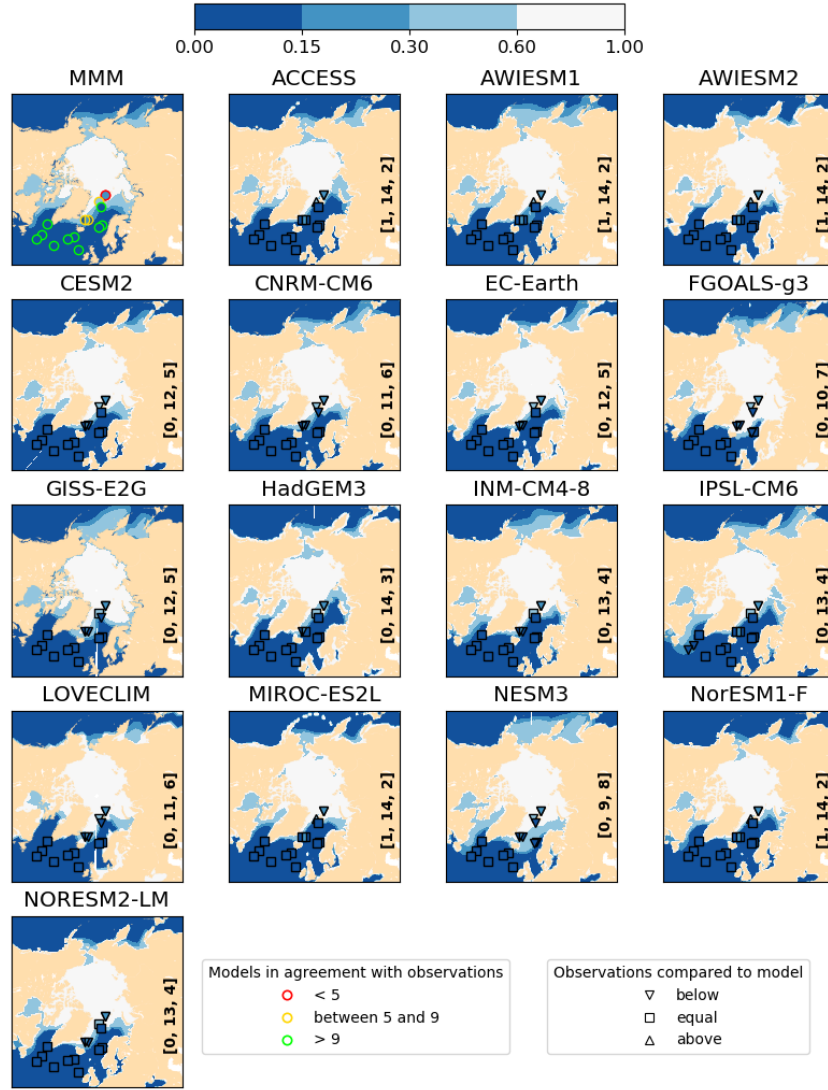 0.00 0.15 0.30 0.60 1.00
MMM ACCESS AWIESM1 AWIESM2
[1, 14, 2] [1, 14, 2] [1, 14, 2]
CESM2 CNRM-CM6 EC-Earth FGOALS-g3
[0, 12, 5] [0, 11, 6] [0, 12, 5] [0, 10, 7]
GISS-E2G HadGEM3 INM-CM4-8 IPSL-CM6
[0, 12, 5] [0, 14, 3] [0, 13, 4] [0, 13, 4]
LOVECLIM MIROC-ES2L NESM3 NorESM1-F
[0, 11, 6] [1, 14, 2] [0, 9, 8] [1, 14, 2]
NORESM2-LM
[0, 13, 4]
Models in agreement with observations
< 5
between 5 and 9
> 9
Observations compared to model
below
equal
above